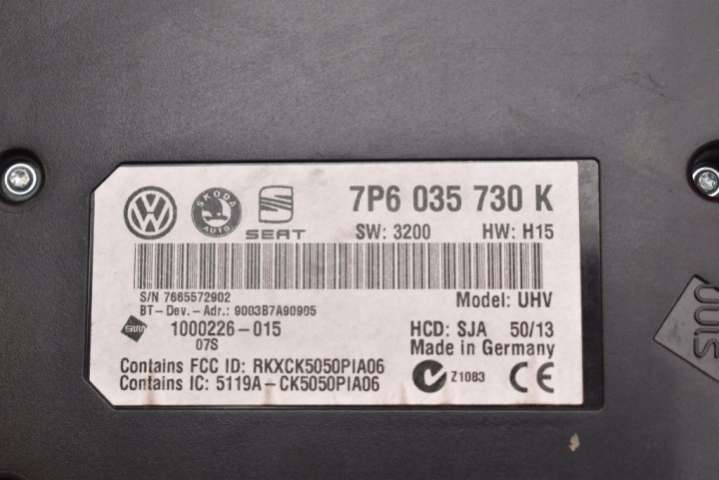 7P6 035 730 K
SKODA
AUTO
SEAT
SW: 3200 HW: H15
S/N 7665572902
BT-Dev.-Adr.: 9003B7A90905
Model: UHV
1000226-015
07S
HCD: SJA 50/13
Made in Germany
Contains FCC ID: RKXCK5050PIA06
Contains IC: 5119A-CK5050PIA06
Z1083
CE